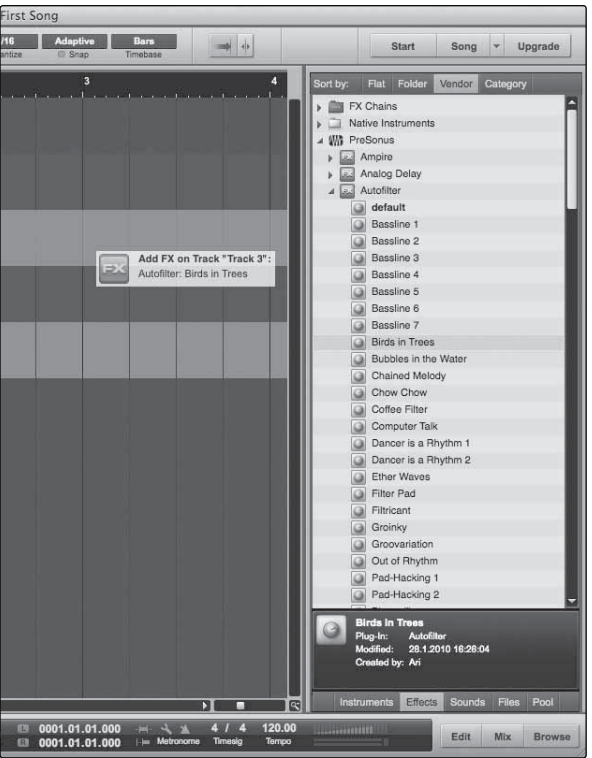 First Song
/16 Adaptive Bars
antize Snap Timebase
Start Song Upgrade
3 4
Sort by: Flat Folder Vendor Category
FX Chains
Native Instruments
PreSonus
Ampire
Analog Delay
Autofilter
default
Bassline 1
Bassline 2
Bassline 3
Bassline 4
Bassline 5
Bassline 6
Bassline 7
Birds in Trees
Bubbles in the Water
Chained Melody
Chow Chow
Coffee Filter
Computer Talk
Dancer is a Rhythm 1
Dancer is a Rhythm 2
Ether Waves
Filter Pad
Filtricant
Groinky
Groovariation
Out of Rhythm
Pad-Hacking 1
Pad-Hacking 2
FX
Add FX on Track "Track 3":
Autofilter: Birds in Trees
Birds in Trees
Plug-In: Autofilter
Modified: 28.1.2010 16:26:04
Created by: Ari
Instruments Effects Sounds Files Pool
L 0001.01.01.000 4 / 4 120.00
R 0001.01.01.000 Metronome Timesig Tempo
Edit Mix Browse